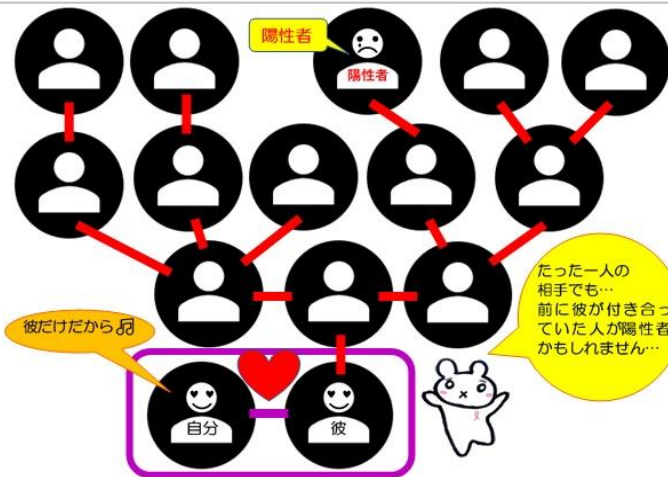 陽性者
陽性者
たった一人の
相手でも…
前に彼が付き合っ
ていた人が陽性者
かもしれません…
彼だけだから♫
自分
彼